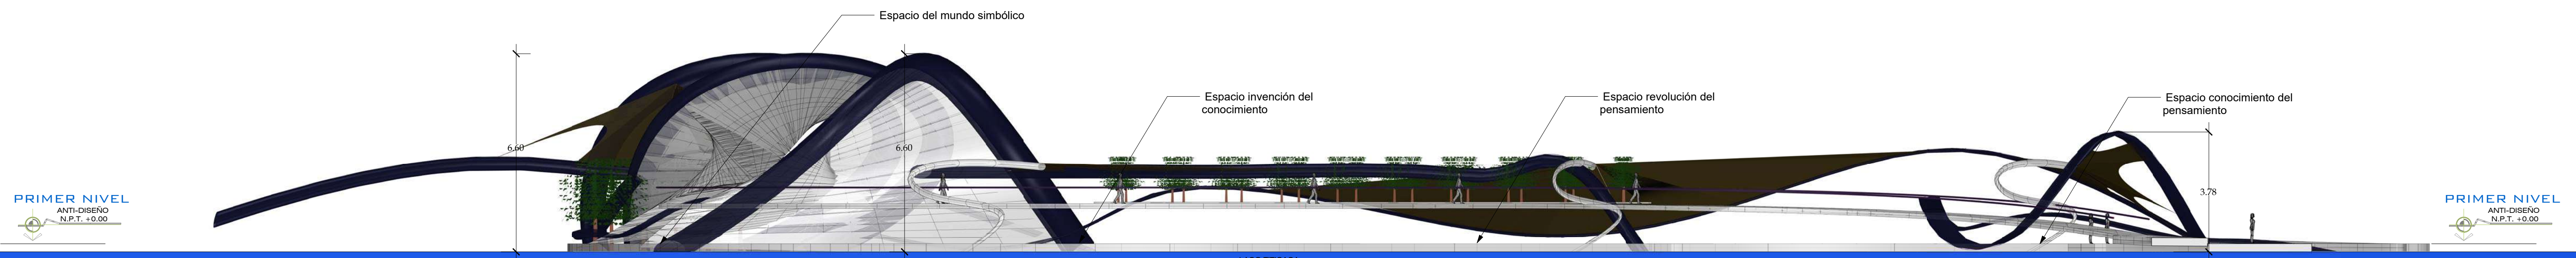 Espacio del mundo simbólico
Espacio invención del
conocimiento
Espacio revolución del
pensamiento
Espacio conocimiento del
pensamiento
6.60
6.60
3.78
PRIMER NIVEL
ANTI-DISEÑO
N.P.T. +0.00
PRIMER NIVEL
ANTI-DISEÑO
N.P.T. +0.00